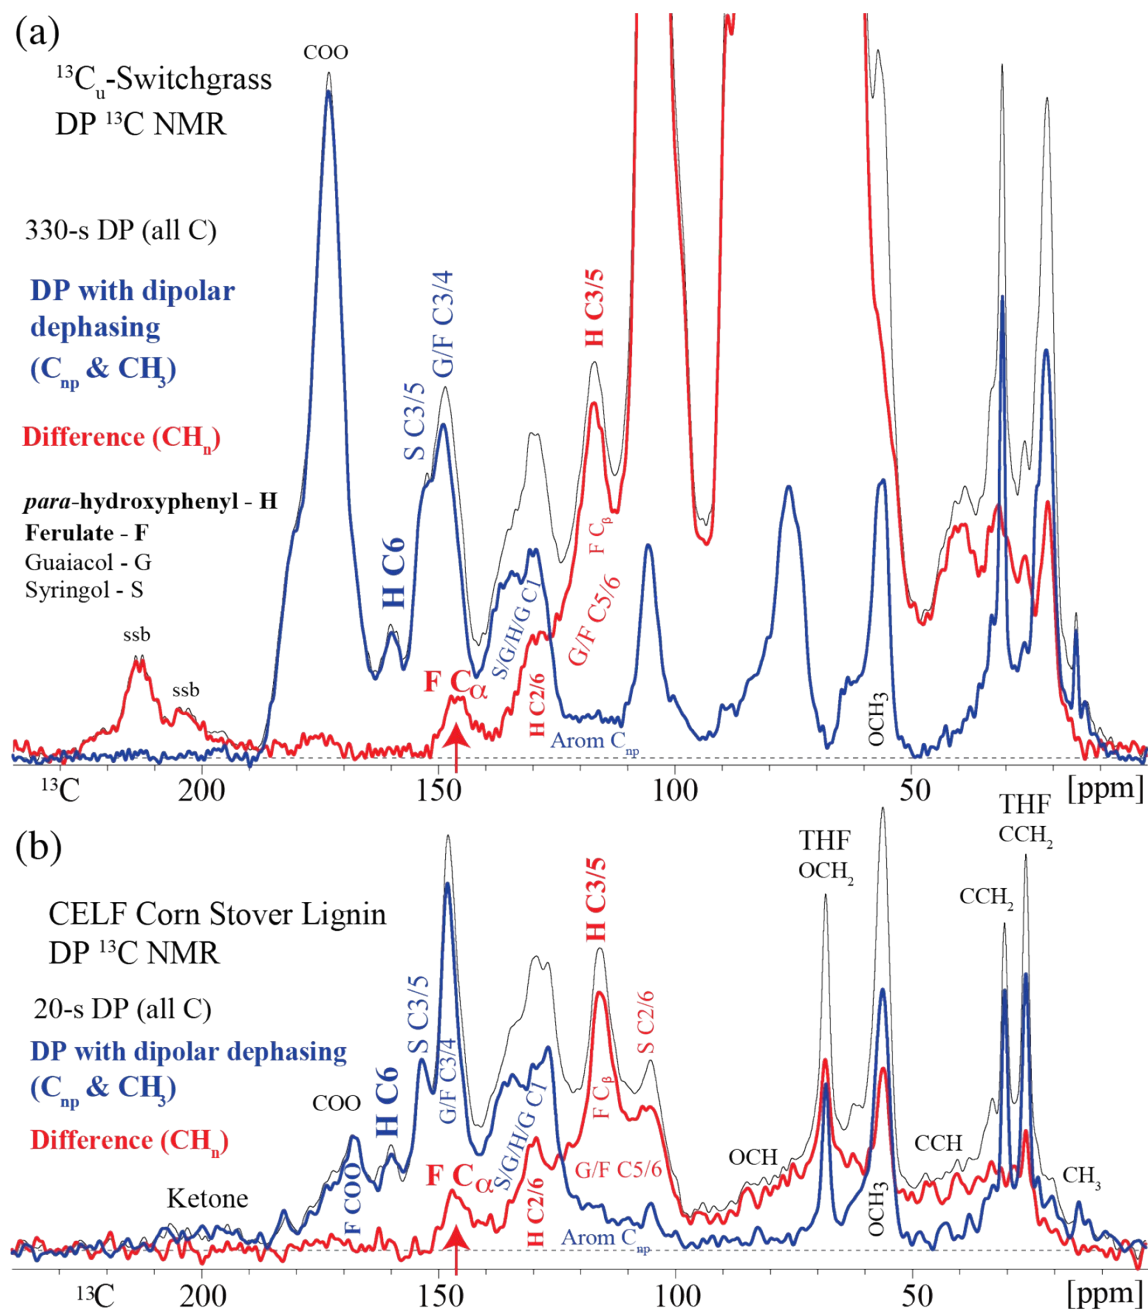 (a)
¹³Cᵤ-Switchgrass
DP ¹³C NMR
330-s DP (all C)
DP with dipolar
dephasing
(Cₙₚ & CH₃)
Difference (CHₙ)
para-hydroxyphenyl - H
Ferulate - F
Guaiacol - G
Syringol - S
ssb
ssb
COO
H C6
S C3/5
G/F C3/4
F Cα
S/G/H/G C1
H C2/6
H C3/5
F Cβ
G/F C5/6
Arom Cₙₚ
OCH₃
¹³C
200
150
100
50
[ppm]
(b)
CELF Corn Stover Lignin
DP ¹³C NMR
20-s DP (all C)
DP with dipolar dephasing
(Cₙₚ & CH₃)
Difference (CHₙ)
Ketone
COO
F COO
H C6
S C3/5
G/F C3/4
F Cα
S/G/H/G C1
H C2/6
H C3/5
F Cβ
S C2/6
G/F C5/6
Arom Cₙₚ
OCH
THF
OCH₂
OCH₃
CCH
CCH₂
THF
CCH₂
CH₃
¹³C
200
150
100
50
[ppm]